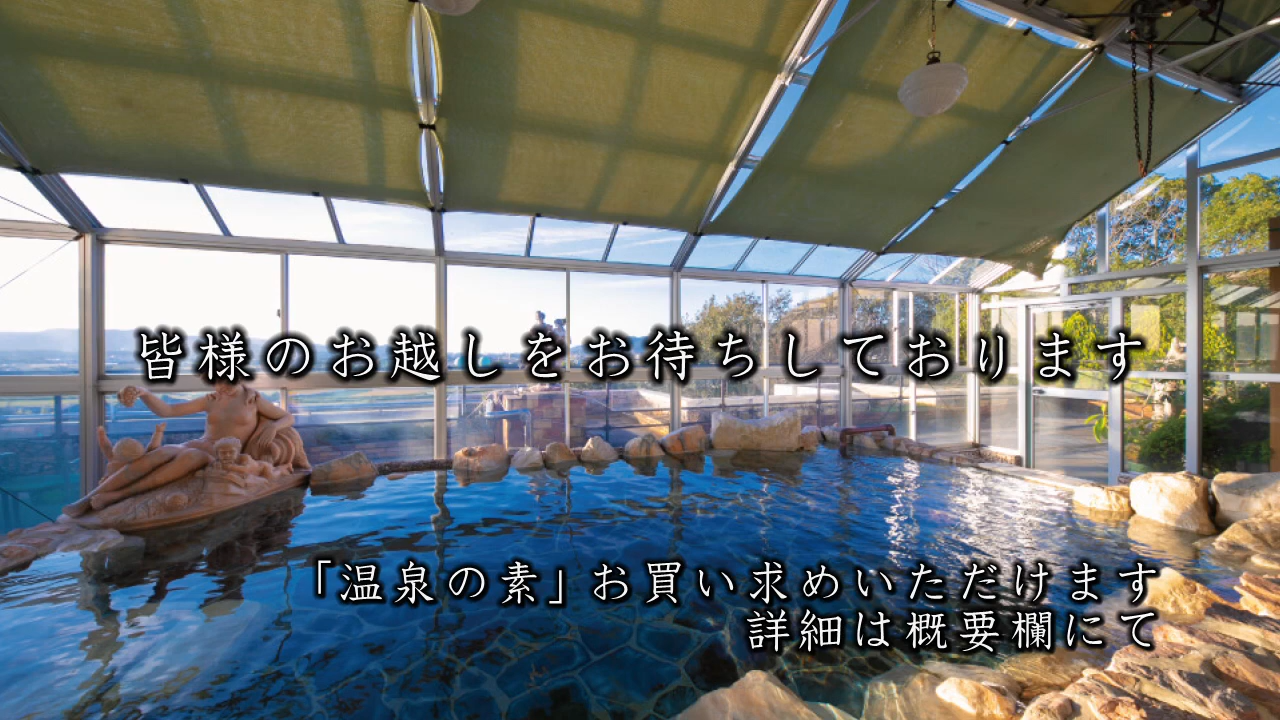 皆様のお越しをお待ちしております
「温泉の素」お買い求めいただけます
詳細は概要欄にて